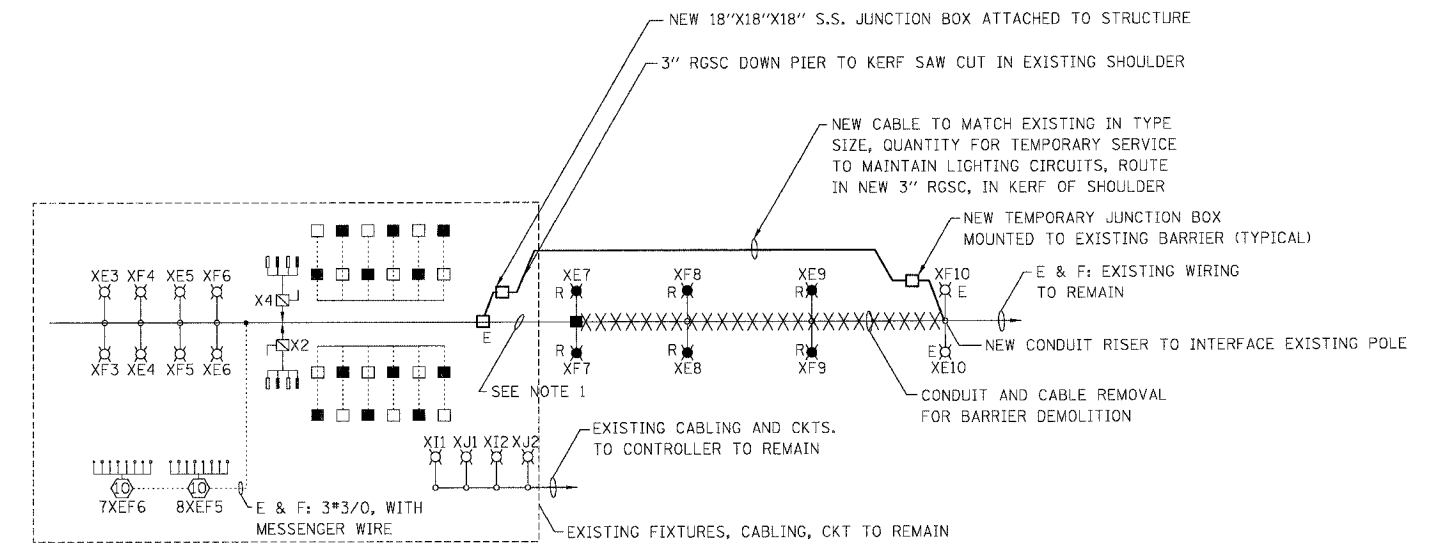 NEW 18"X18"X18" S.S. JUNCTION BOX ATTACHED TO STRUCTURE
3" RGSC DOWN PIER TO KERF SAW CUT IN EXISTING SHOULDER
NEW CABLE TO MATCH EXISTING IN TYPE
SIZE, QUANTITY FOR TEMPORARY SERVICE
TO MAINTAIN LIGHTING CIRCUITS, ROUTE
IN NEW 3" RGSC, IN KERF OF SHOULDER
NEW TEMPORARY JUNCTION BOX
MOUNTED TO EXISTING BARRIER (TYPICAL)
XE3 XF4 XE5 XF6
X4
XE7 XF8 XE9 XF10
R R R E
E & F: EXISTING WIRING
TO REMAIN
E
X2
XF3 XE4 XF5 XE6
R R R E
XF7 XE8 XF9 XE10
NEW CONDUIT RISER TO INTERFACE EXISTING POLE
SEE NOTE 1
CONDUIT AND CABLE REMOVAL
FOR BARRIER DEMOLITION
XI1 XJ1 XI2 XJ2
EXISTING CABLING AND CKTS.
TO CONTROLLER TO REMAIN
10 10
7XEF6 8XEF5
E & F: 3#3/0, WITH
MESSENGER WIRE
EXISTING FIXTURES, CABLING, CKT TO REMAIN